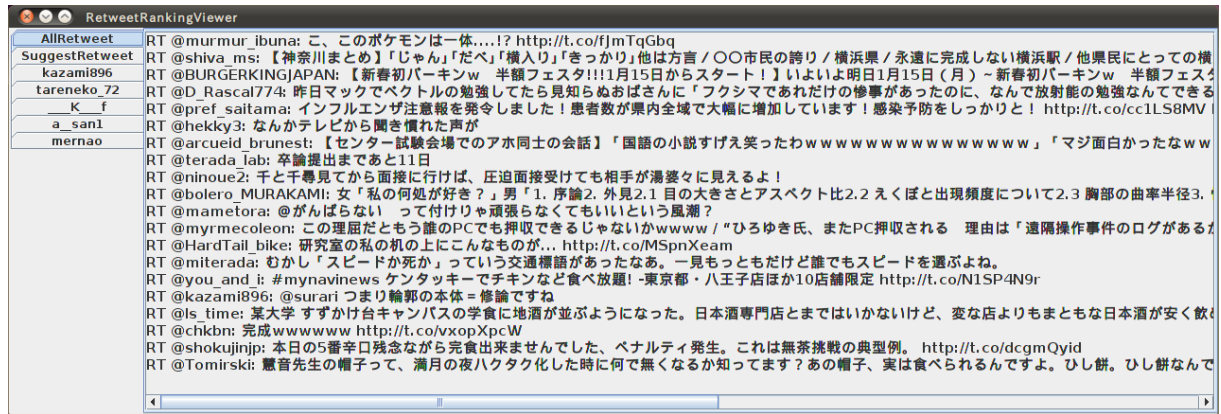 RetweetRankingViewer
AllRetweet
SuggestRetweet
kazami896
tareneko_72
___K___f
a__san1
mernao
RT @murmur_ibuna: こ、このポケモンは一体....!? http://t.co/fJmTqGbq
RT @shiva_ms: 【神奈川まとめ】「じゃん」「だべ」「横入り」「きっかり」他は方言 / 〇〇市民の誇り / 横浜県 / 永遠に完成しない横浜駅 / 他県民にとっての横
RT @BURGERKINGJAPAN: 【新春初バーキンw　半額フェスタ!!!1月15日からスタート！】いよいよ明日1月15日 ( 月 ) ~ 新春初バーキンw　半額フェスタ
RT @D_Rascal774: 昨日マックでベクトルの勉強してたら見知らぬおばさんに「フクシマであれだけの惨事があったのに、なんで放射能の勉強なんてできる
RT @pref_saitama: インフルエンザ注意報を発令しました！患者数が県内全域で大幅に増加しています！感染予防をしっかりと！ http://t.co/cc1LS8MV
RT @hekky3: なんかテレビから聞き慣れた声が
RT @arcueid_brunest: 【センター試験会場でのアホ同士の会話】「国語の小説すげえ笑ったわｗｗｗｗｗｗｗｗｗｗｗｗｗｗｗ」「マジ面白かったなｗｗ
RT @terada_lab: 卒論提出まであと11日
RT @ninoue2: 千と千尋見てから面接に行けば、圧迫面接受けても相手が湯婆々に見えるよ！
RT @bolero_MURAKAMI: 女「私の何処が好き？」男「1. 序論2. 外見2.1 目の大きさとアスペクト比2.2 えくぼと出現頻度について2.3 胸部の曲率半径3.
RT @mametora: @がんばらない　って付けりゃ頑張らなくてもいいという風潮？
RT @myrmecoleon: この理屈だともう誰のPCでも押収できるじゃないかwwww / “ひろゆき氏、またPC押収される　理由は「遠隔操作事件のログがあるか
RT @HardTail_bike: 研究室の私の机の上にこんなものが... http://t.co/MSpnXeam
RT @miterada: むかし「スピードか死か」っていう交通標語があったなあ。一見もっともだけど誰でもスピードを選ぶよね。
RT @you_and_i: #mynavinews ケンタッキーでチキンなど食べ放題! -東京都・八王子店ほか10店舗限定 http://t.co/N1SP4N9r
RT @kazami896: @surari つまり輪郭の本体＝修論ですね
RT @ls_time: 某大学 すずかけ台キャンパスの学食に地酒が並ぶようになった。日本酒専門店とまではいかないけど、変な店よりもまともな日本酒が安く飲め
RT @chkbn: 完成wwwwww http://t.co/vxopXpcW
RT @shokujinjp: 本日の5番辛口残念ながら完食出来ませんでした、ペナルティ発生。これは無茶挑戦の典型例。 http://t.co/dcgmQyid
RT @Tomirski: 慧音先生の帽子って、満月の夜ハクタク化した時に何で無くなるか知ってます？あの帽子、実は食べられるんですよ。ひし餅。ひし餅なんで